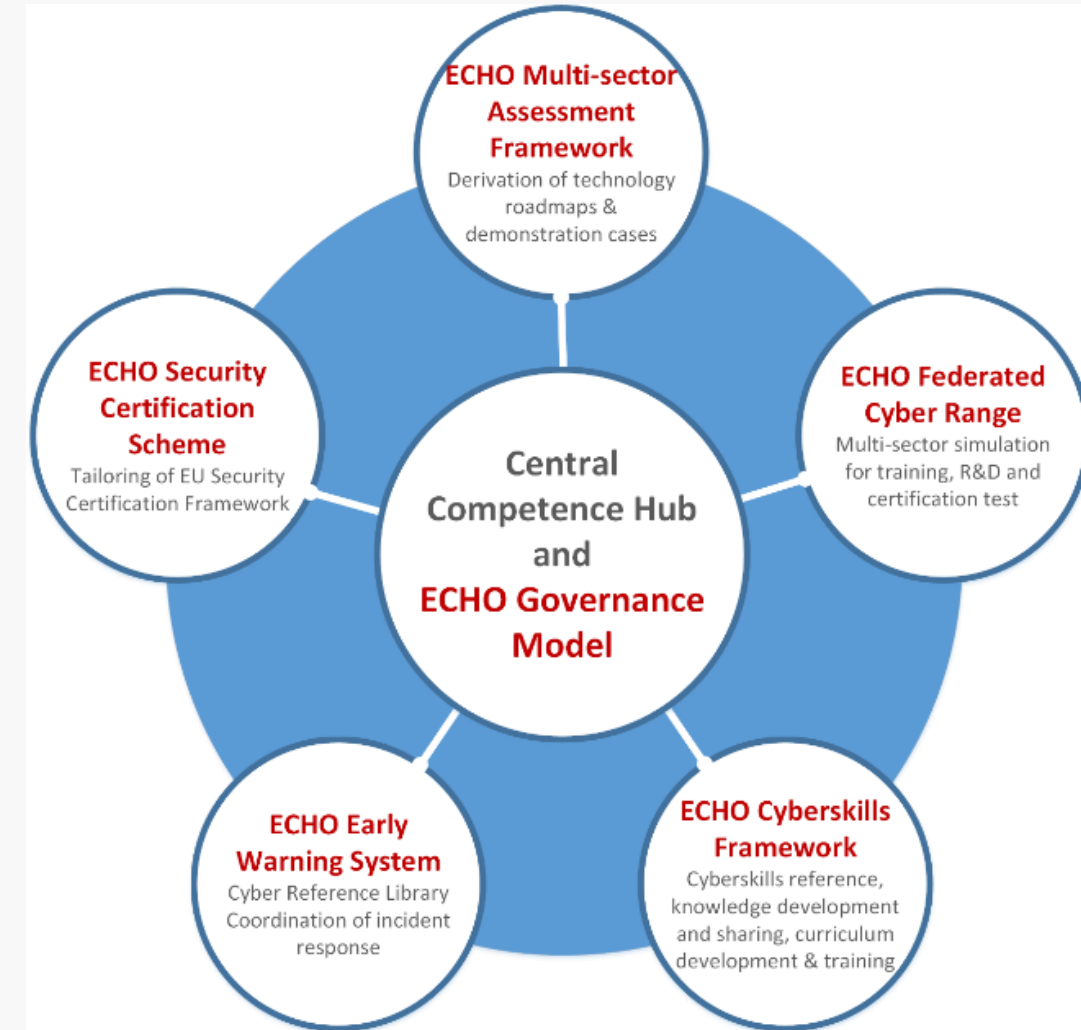 ECHO Multi-sector
Assessment
Framework
Derivation of technology
roadmaps &
demonstration cases
ECHO Security
Certification
Scheme
Tailoring of EU Security
Certification Framework
ECHO Federated
Cyber Range
Multi-sector simulation
for training, R&D and
certification test
Central
Competence Hub
and
ECHO Governance
Model
ECHO Early
Warning System
Cyber Reference Library
Coordination of incident
response
ECHO Cyberskills
Framework
Cyberskills reference,
knowledge development
and sharing, curriculum
development & training